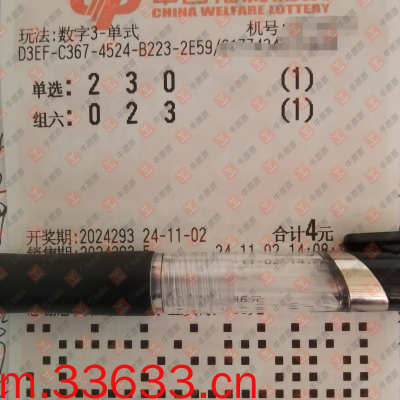 CHINA WELFARE LOTTERY
玩法:数字3-单式
机号:
D3EF-C367-4524-B223-2E59/
单选: 2 3 0 (1)
组六: 0 2 3 (1)
开奖期:2024293 24-11-02 合计4元
24-11-02
m.33633.cn